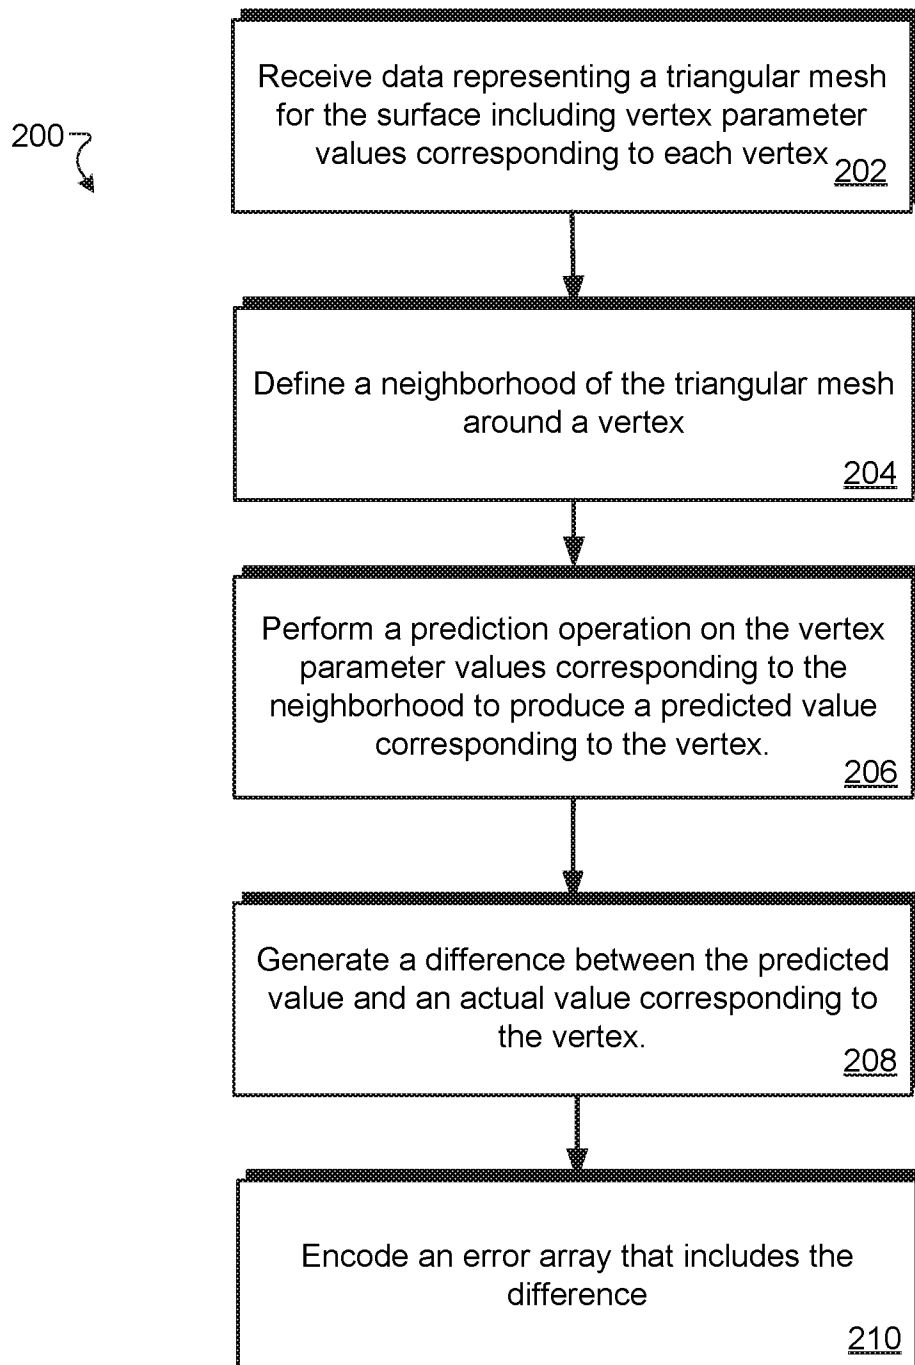 200
Receive data representing a triangular mesh
for the surface including vertex parameter
values corresponding to each vertex
202
Define a neighborhood of the triangular mesh
around a vertex
204
Perform a prediction operation on the vertex
parameter values corresponding to the
neighborhood to produce a predicted value
corresponding to the vertex.
206
Generate a difference between the predicted
value and an actual value corresponding to
the vertex.
208
Encode an error array that includes the
difference
210